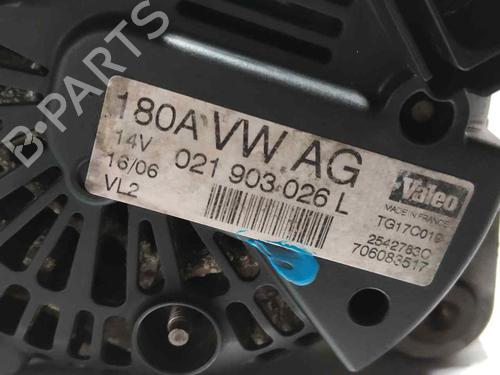 B-PARTS
180A VW AG
14V 021 903 026 L
16/06
VL2
Valeo
MADE IN FRANCE
TG17C019
2542783C
706083517